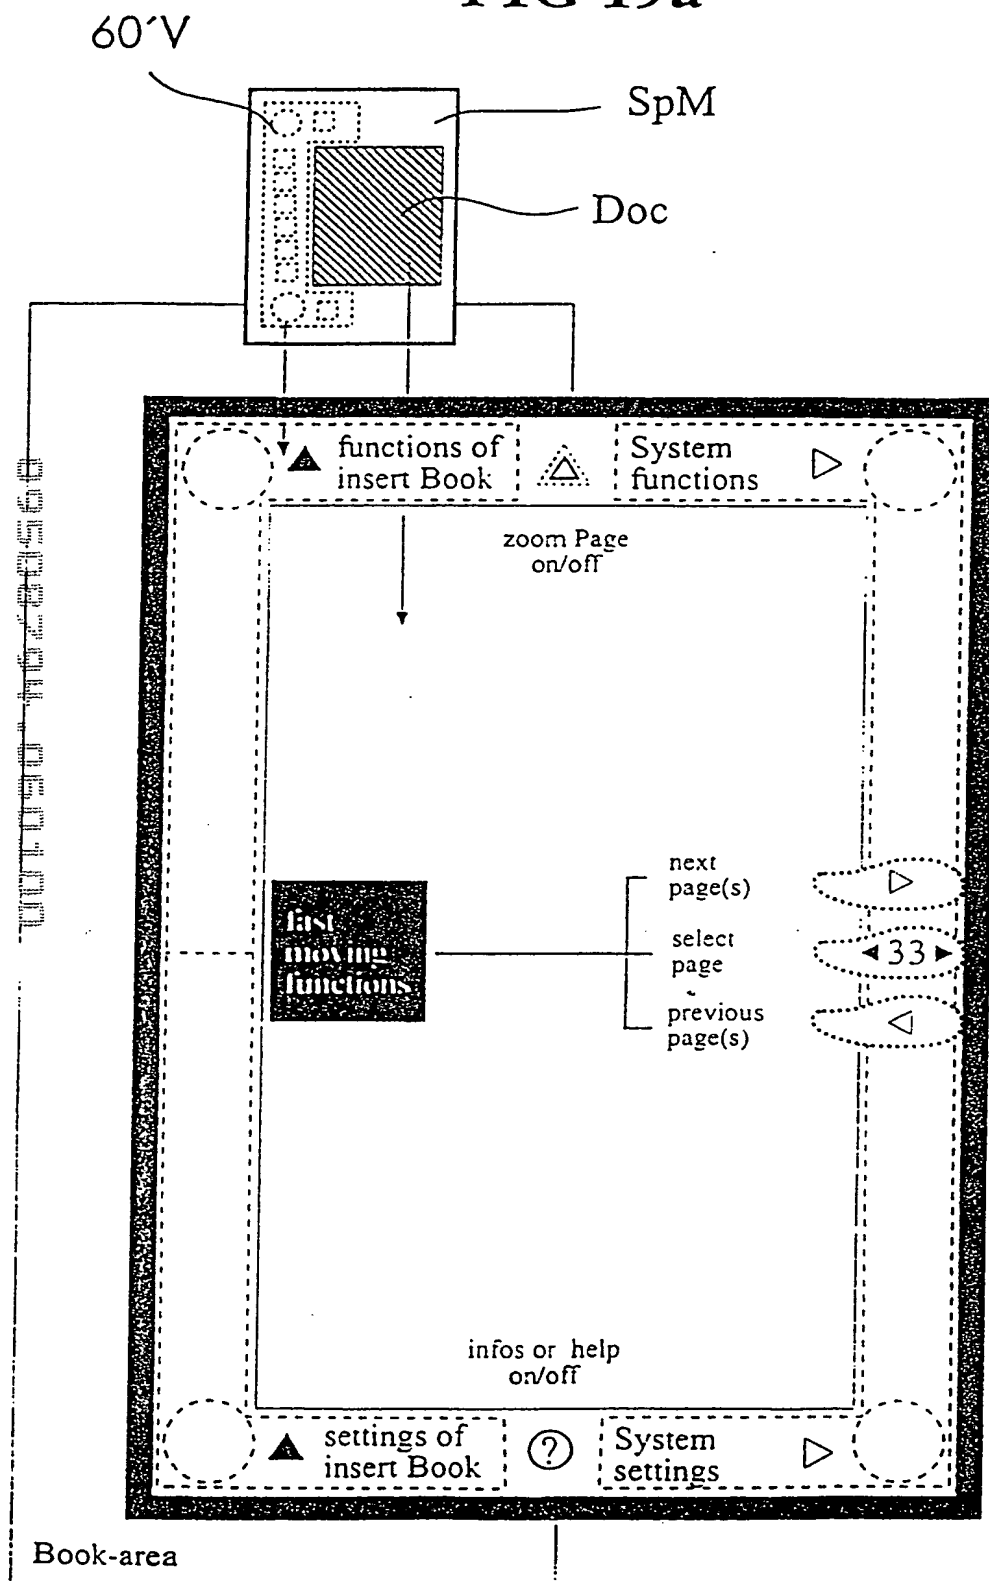 60´V
SpM
Doc
functions of
insert Book
System
functions
zoom Page
on/off
next
page(s)
fast
moving
functions
select
page
33
previous
page(s)
infos or help
on/off
settings of
insert Book
?
System
settings
Book-area